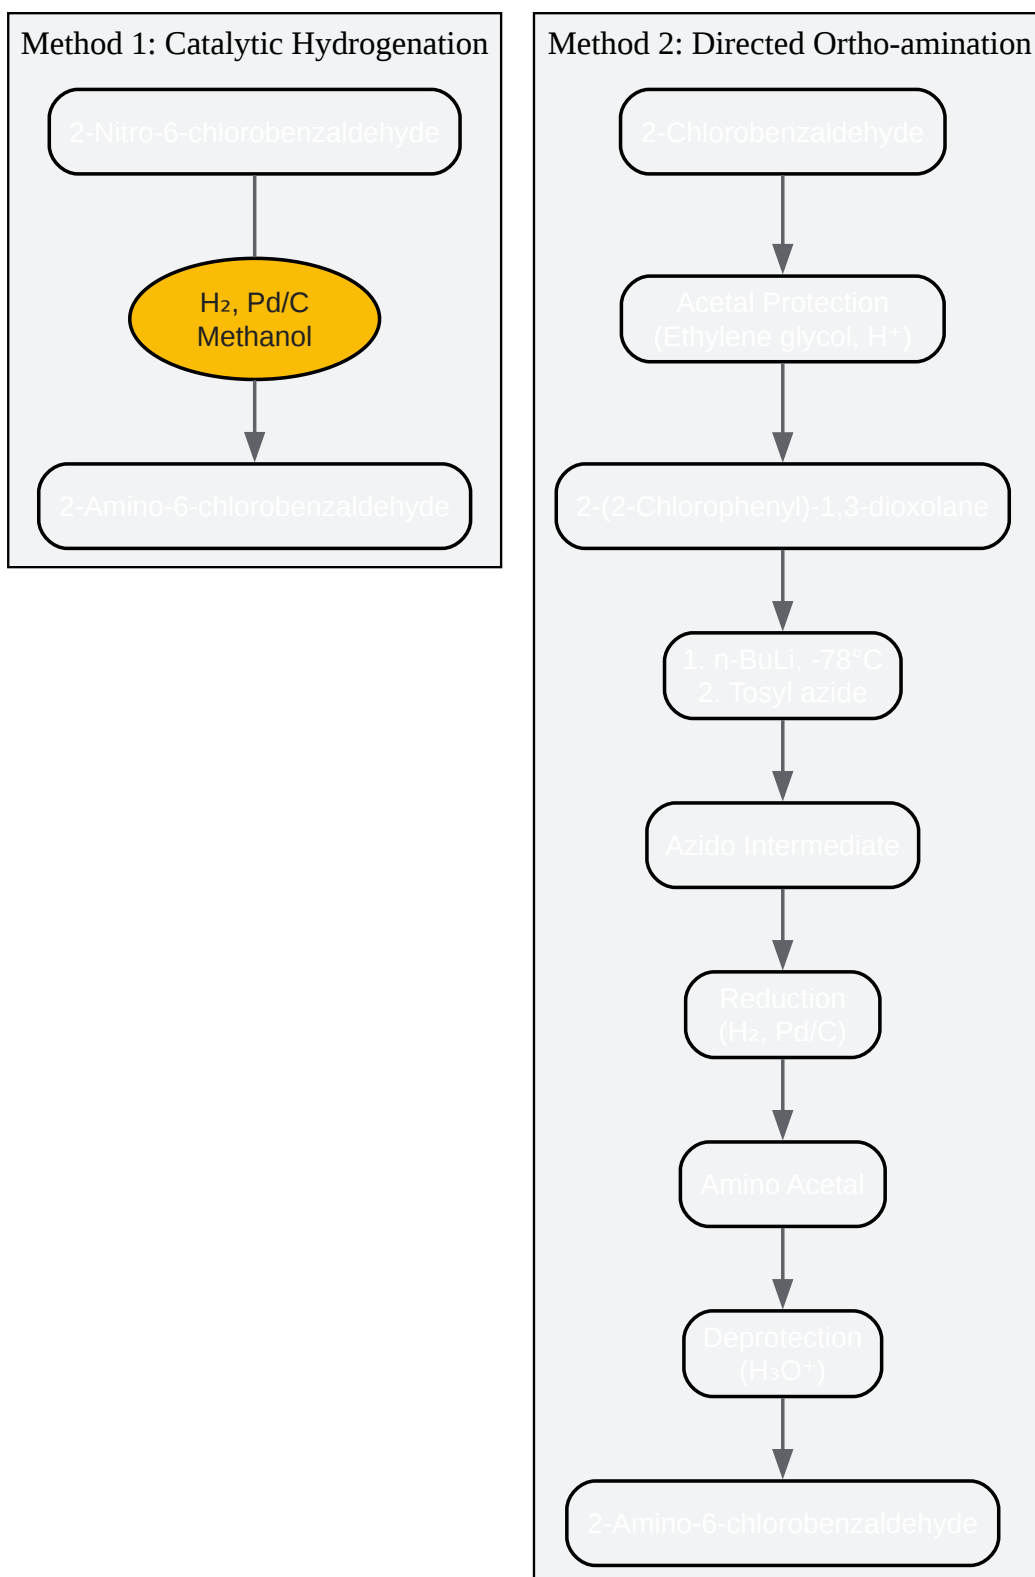 Method 1: Catalytic Hydrogenation
2-Nitro-6-chlorobenzaldehyde
H₂, Pd/C
Methanol
2-Amino-6-chlorobenzaldehyde
Method 2: Directed Ortho-amination
2-Chlorobenzaldehyde
Acetal Protection
(Ethylene glycol, H⁺)
2-(2-Chlorophenyl)-1,3-dioxolane
1. n-BuLi, -78°C
2. Tosyl azide
Azido Intermediate
Reduction
(H₂, Pd/C)
Amino Acetal
Deprotection
(H₃O⁺)
2-Amino-6-chlorobenzaldehyde